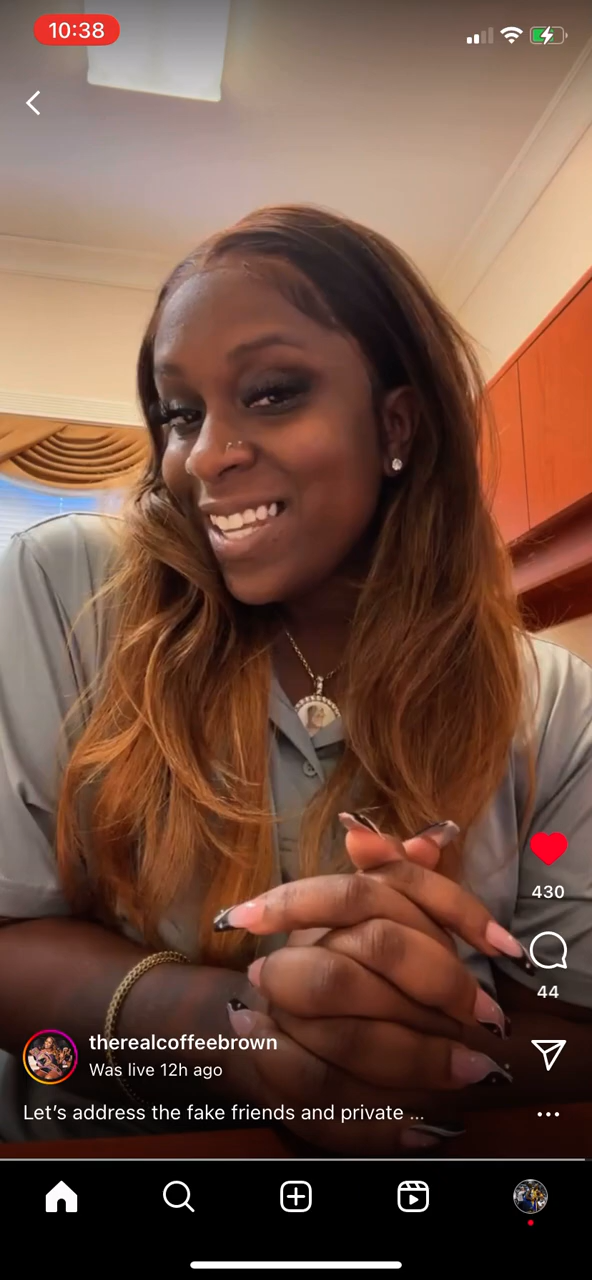 10:38
430
44
therealcoffeebrown
Was live 12h ago
Let’s address the fake friends and private ...